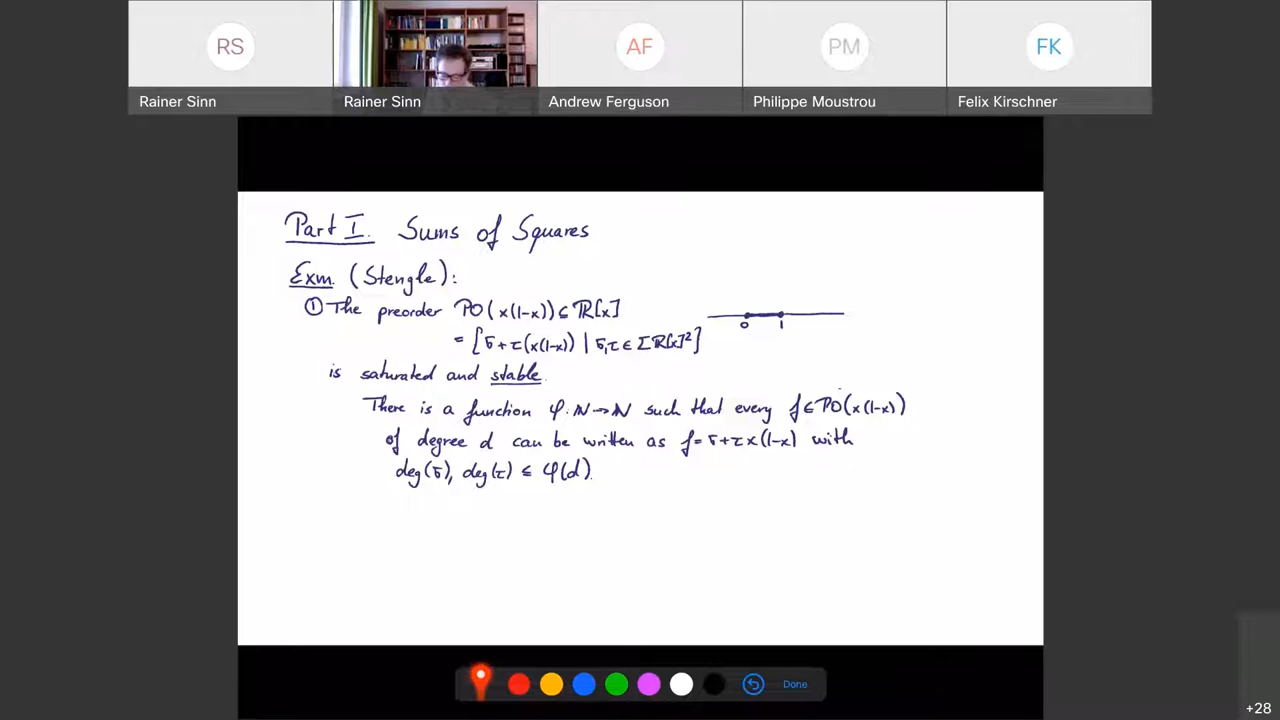 RS
AF
PM
FK
Rainer Sinn
Rainer Sinn
Andrew Ferguson
Philippe Moustrou
Felix Kirschner
Part I. Sums of Squares
Exm. (Stengle):
① The preorder PO(x(1-x)) ⊆ ℝ[x]
= [σ+τ(x(1-x)) | σ,τ ∈ Σℝ[x]²]
0 1
is saturated and stable.
There is a function φ: ℕ→ℕ such that every f∈PO(x(1-x))
of degree d can be written as f=σ+τx(1-x) with
deg(σ), deg(τ) ≤ φ(d).
Done
+28